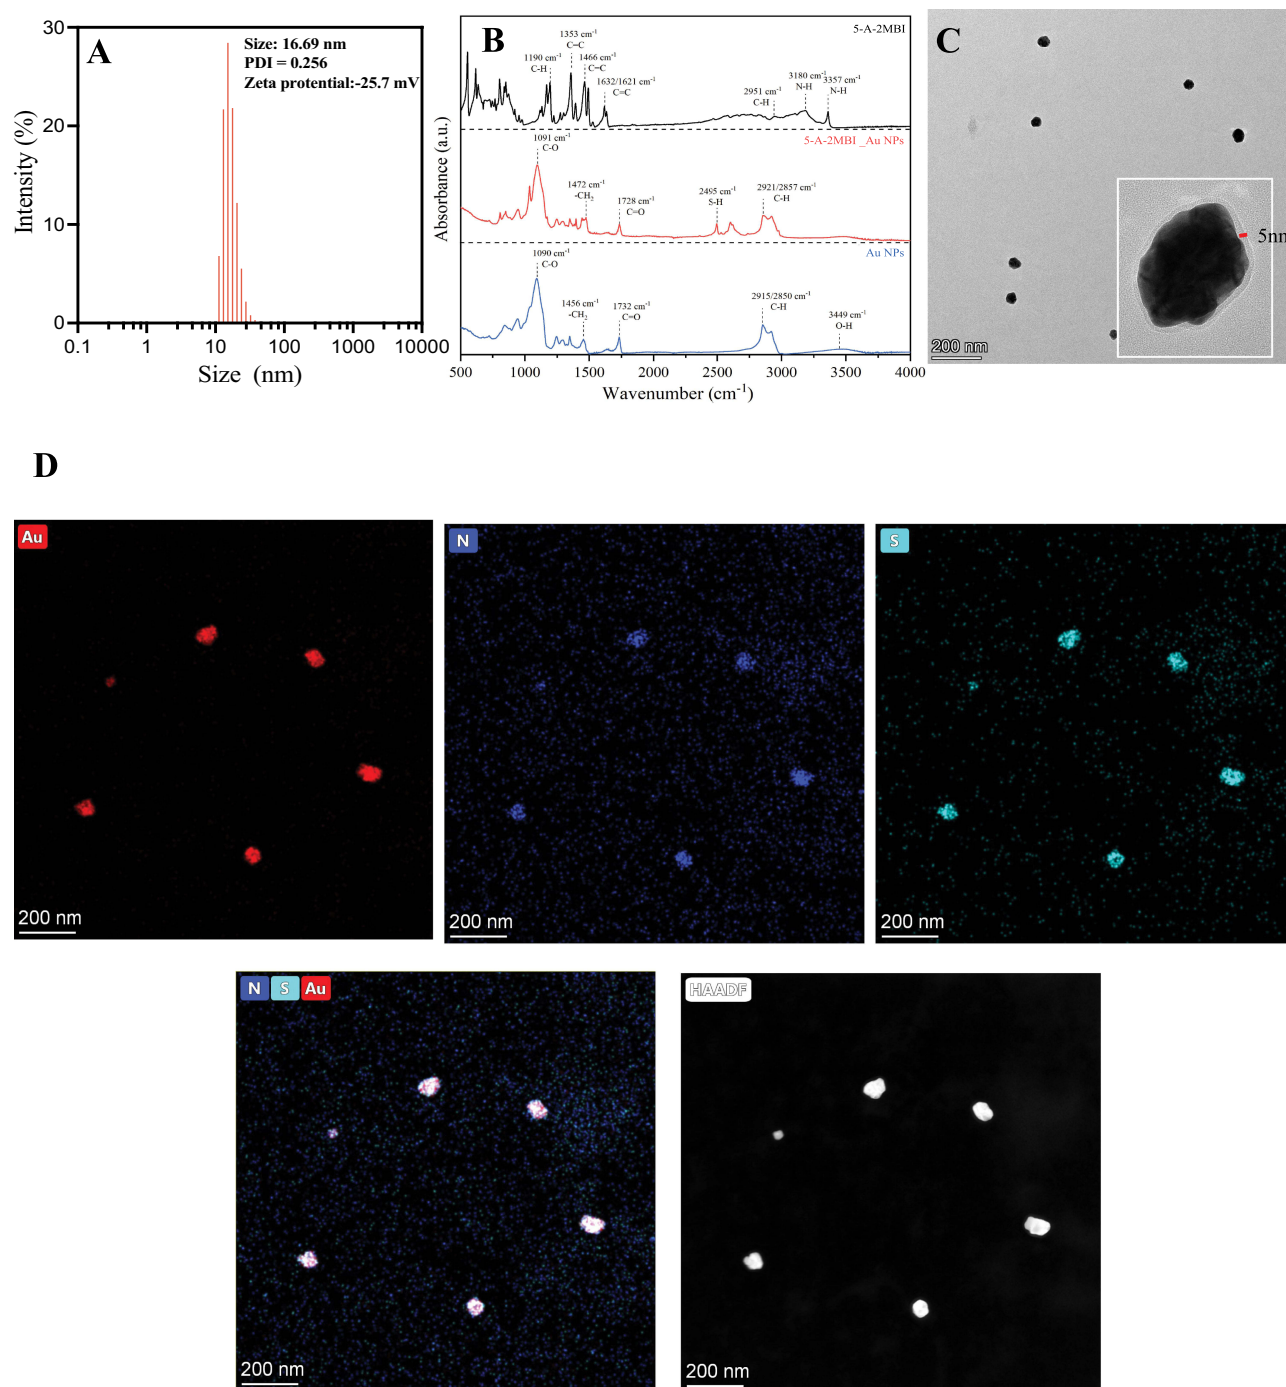 A
Size: 16.69 nm
PDI = 0.256
Zeta protential:-25.7 mV
30
20
10
0
Intensity (%)
0.1 1 10 100 1000 10000
Size (nm)
B
5-A-2MBI
1353 cm⁻¹
C=C
1190 cm⁻¹
C-H
1466 cm⁻¹
C=C
1632/1621 cm⁻¹
C=C
2951 cm⁻¹
C-H
3180 cm⁻¹
N-H
3357 cm⁻¹
N-H
5-A-2MBI _Au NPs
1091 cm⁻¹
C-O
1472 cm⁻¹
-CH₂
1728 cm⁻¹
C=O
2495 cm⁻¹
S-H
2921/2857 cm⁻¹
C-H
Au NPs
1090 cm⁻¹
C-O
1456 cm⁻¹
-CH₂
1732 cm⁻¹
C=O
2915/2850 cm⁻¹
C-H
3449 cm⁻¹
O-H
Absorbance (a.u.)
500 1000 1500 2000 2500 3000 3500 4000
Wavenumber (cm⁻¹)
C
5nm
200 nm
D
Au
200 nm
N
200 nm
S
200 nm
N S Au
200 nm
HAADF
200 nm